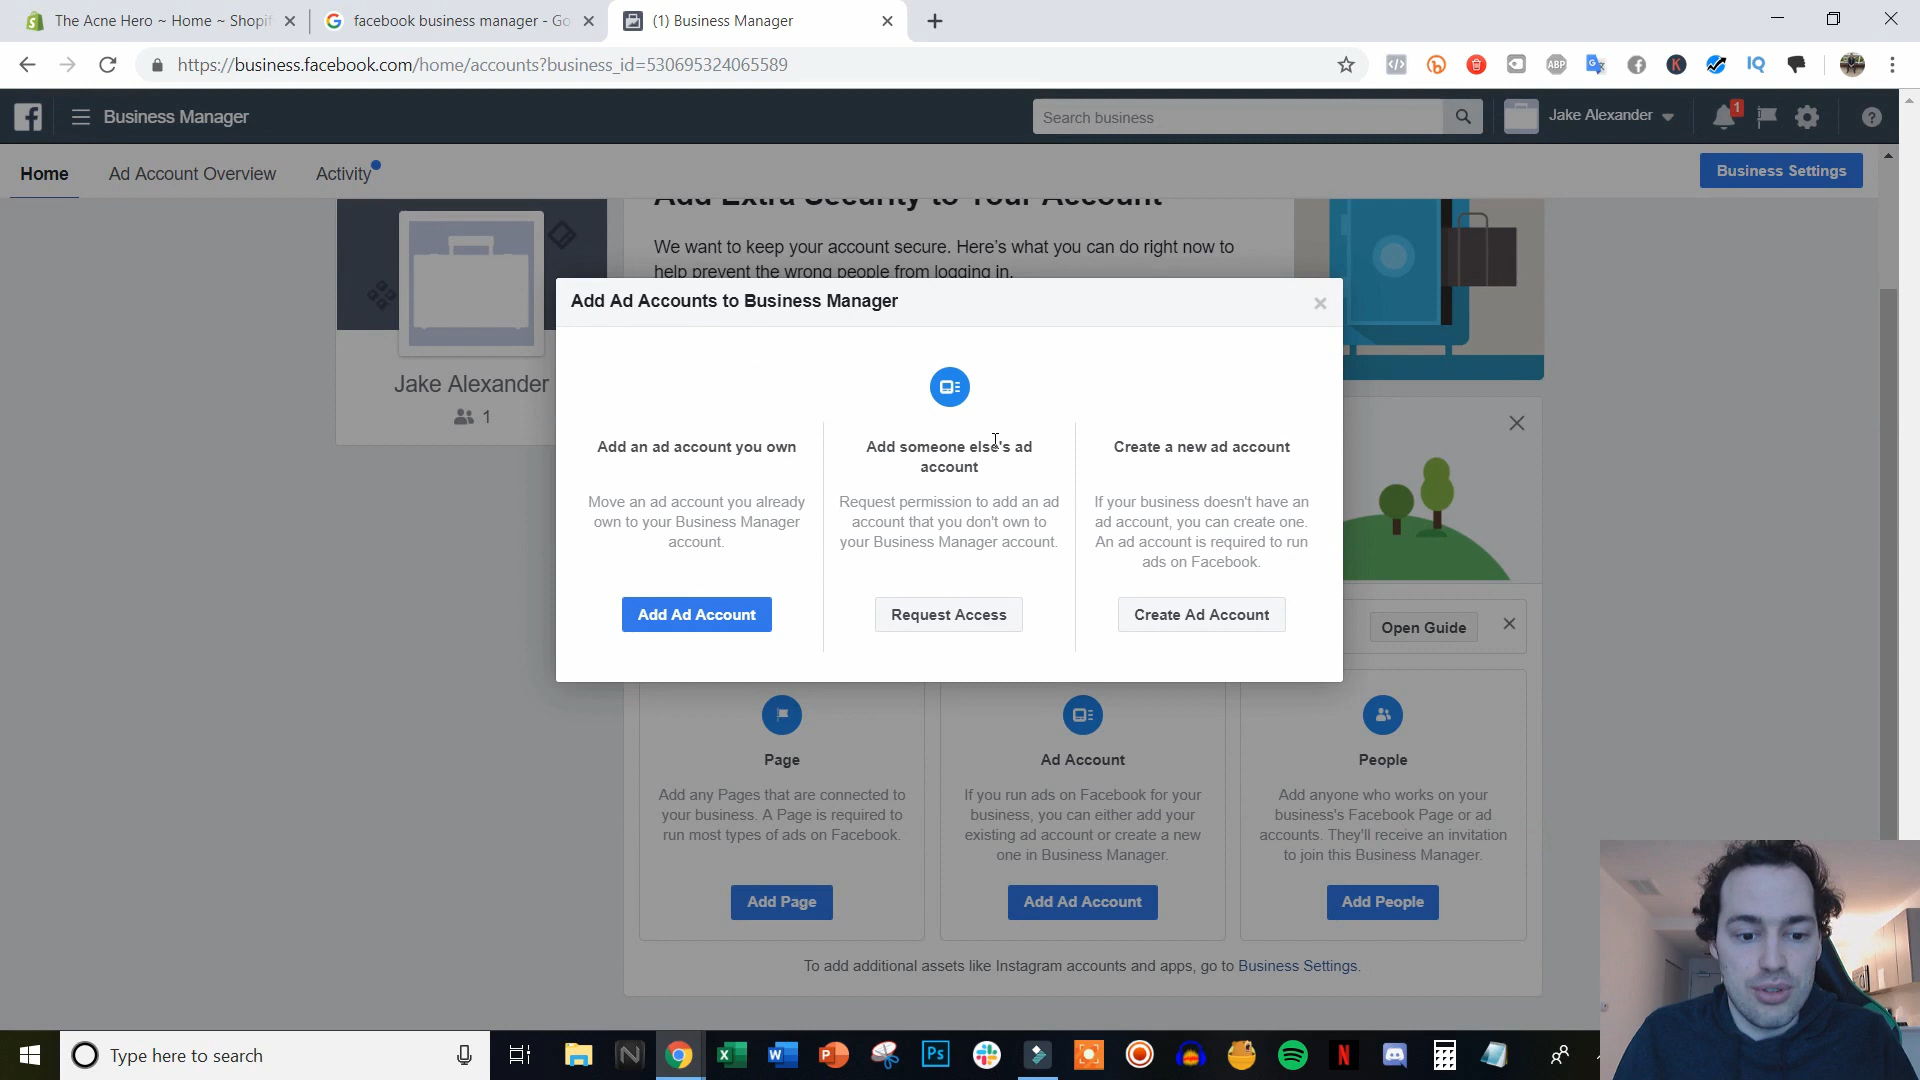 The Acne Hero ~ Home ~ Shopif
facebook business manager - Go
(1) Business Manager
https://business.facebook.com/home/accounts?business_id=530695324065589
Business Manager
Search business
Jake Alexander
1
Home
Ad Account Overview
Activity
Business Settings
Add Extra Security to Your Account
We want to keep your account secure. Here's what you can do right now to
help prevent the wrong people from logging in.
Jake Alexander
1
Add Ad Accounts to Business Manager
Add an ad account you own
Move an ad account you already
own to your Business Manager
account.
Add Ad Account
Add someone else's ad
account
Request permission to add an ad
account that you don't own to
your Business Manager account.
Request Access
Create a new ad account
If your business doesn't have an
ad account, you can create one.
An ad account is required to run
ads on Facebook.
Create Ad Account
Open Guide
Page
Add any Pages that are connected to
your business. A Page is required to
run most types of ads on Facebook.
Add Page
Ad Account
If you run ads on Facebook for your
business, you can either add your
existing ad account or create a new
one in Business Manager.
Add Ad Account
People
Add anyone who works on your
business's Facebook Page or ad
accounts. They'll receive an invitation
to join this Business Manager.
Add People
To add additional assets like Instagram accounts and apps, go to Business Settings.
Type here to search